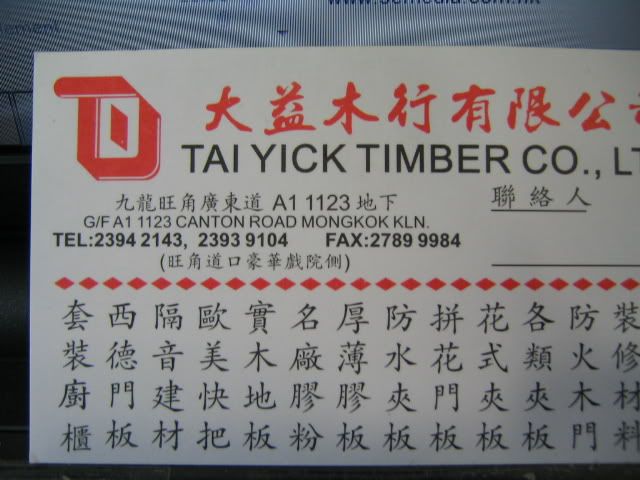 大益木行有限公司
TAI YICK TIMBER CO., LT
九龍旺角廣東道 A1 1123 地下
G/F A1 1123 CANTON ROAD MONGKOK KLN.
TEL:2394 2143, 2393 9104 FAX:2789 9984
(旺角道口豪華戲院側)
聯絡人
裝修材料
防火木門
各類夾板
花式夾板
拼花門板
防水夾板
厚薄膠板
名廠膠粉
實木地板
歐美快把
隔音建材
西德門板
套裝廚櫃